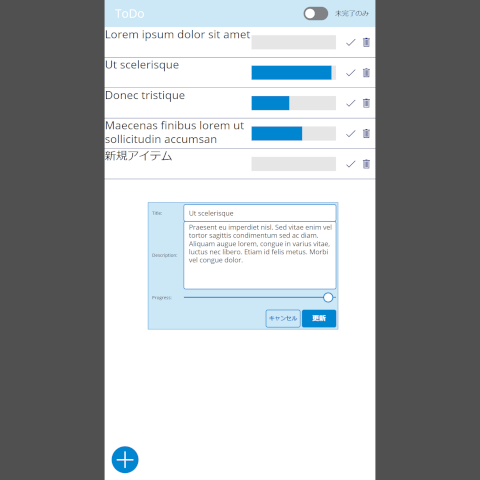 ToDo
未完了のみ
Lorem ipsum dolor sit amet
Ut scelerisque
Donec tristique
Maecenas finibus lorem ut
sollicitudin accumsan
新規アイテム
Title:
Ut scelerisque
Description:
Praesent eu imperdiet nisl. Sed vitae enim vel
tortor sagittis condimentum sed ac diam.
Aliquam augue lorem, congue in varius vitae,
luctus nec libero. Etiam id felis metus. Morbi
vel congue dolor.
Progress:
キャンセル
更新